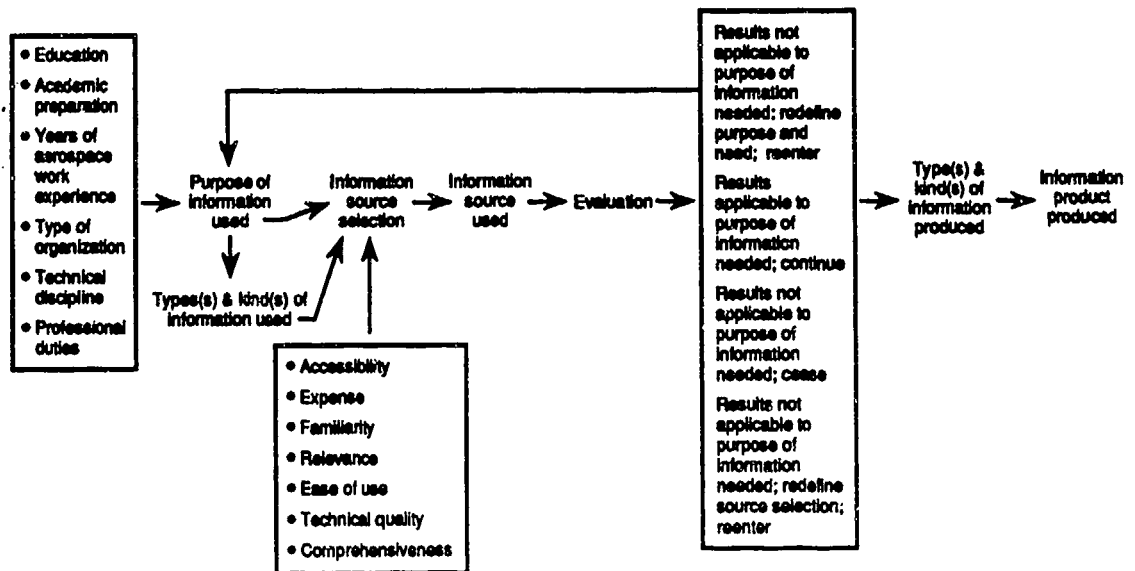 • Education
• Academic
preparation
• Years of
aerospace
work
experience
• Type of
organization
• Technical
discipline
• Professional
duties
Purpose of
information
used
Types(s) & kind(s) of
information used
Information
source
selection
• Accessibility
• Expense
• Familiarity
• Relevance
• Ease of use
• Technical quality
• Comprehensiveness
Information
source used
Evaluation
Results not
applicable to
purpose of
information
needed; redefine
purpose and
need; reenter
Results
applicable to
purpose of
information
needed; continue
Results not
applicable to
purpose of
information
needed; cease
Results not
applicable to
purpose of
information
needed; redefine
source selection;
reenter
Type(s) &
kind(s) of
information
produced
Information
product
produced